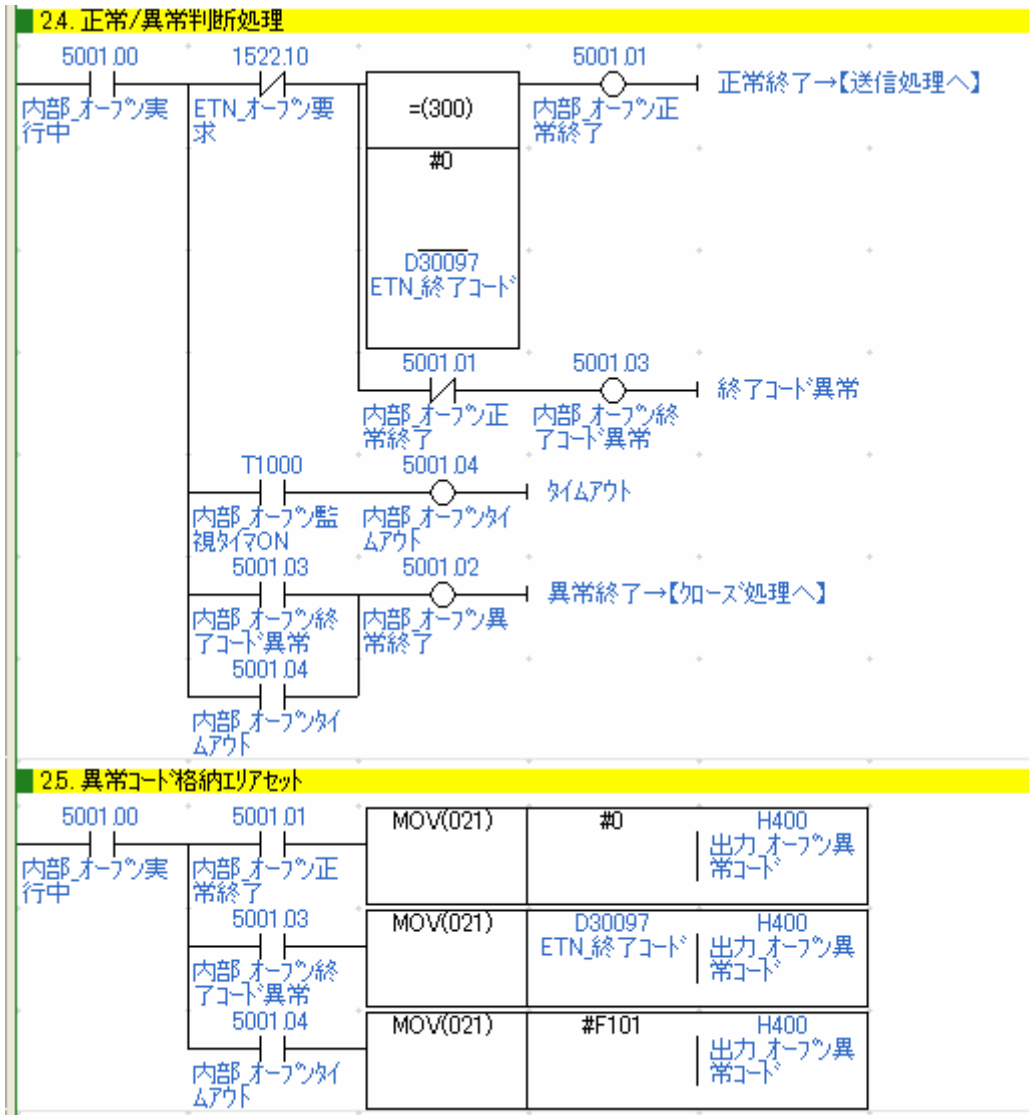 2.4. 正常/異常判断処理
5001.00
1522.10
5001.01
内部_オープン実
行中
ETN_オープン要
求
=(300)
内部_オープン正
常終了
正常終了→【送信処理へ】
#0
D30097
ETN_終了コード
5001.01
5001.03
内部_オープン正
常終了
内部_オープン終
了コード異常
終了コード異常
T1000
5001.04
内部_オープン監
視タイマON
内部_オープンタイ
ムアウト
タイムアウト
5001.03
5001.02
内部_オープン終
了コード異常
内部_オープン異
常終了
異常終了→【クローズ処理へ】
5001.04
内部_オープンタイ
ムアウト
2.5. 異常コード格納エリアセット
5001.00
5001.01
MOV(021)
#0
H400
内部_オープン実
行中
内部_オープン正
常終了
出力_オープン異
常コード
5001.03
MOV(021)
D30097
H400
内部_オープン終
了コード異常
ETN_終了コード
出力_オープン異
常コード
5001.04
MOV(021)
#F101
H400
内部_オープンタイ
ムアウト
出力_オープン異
常コード